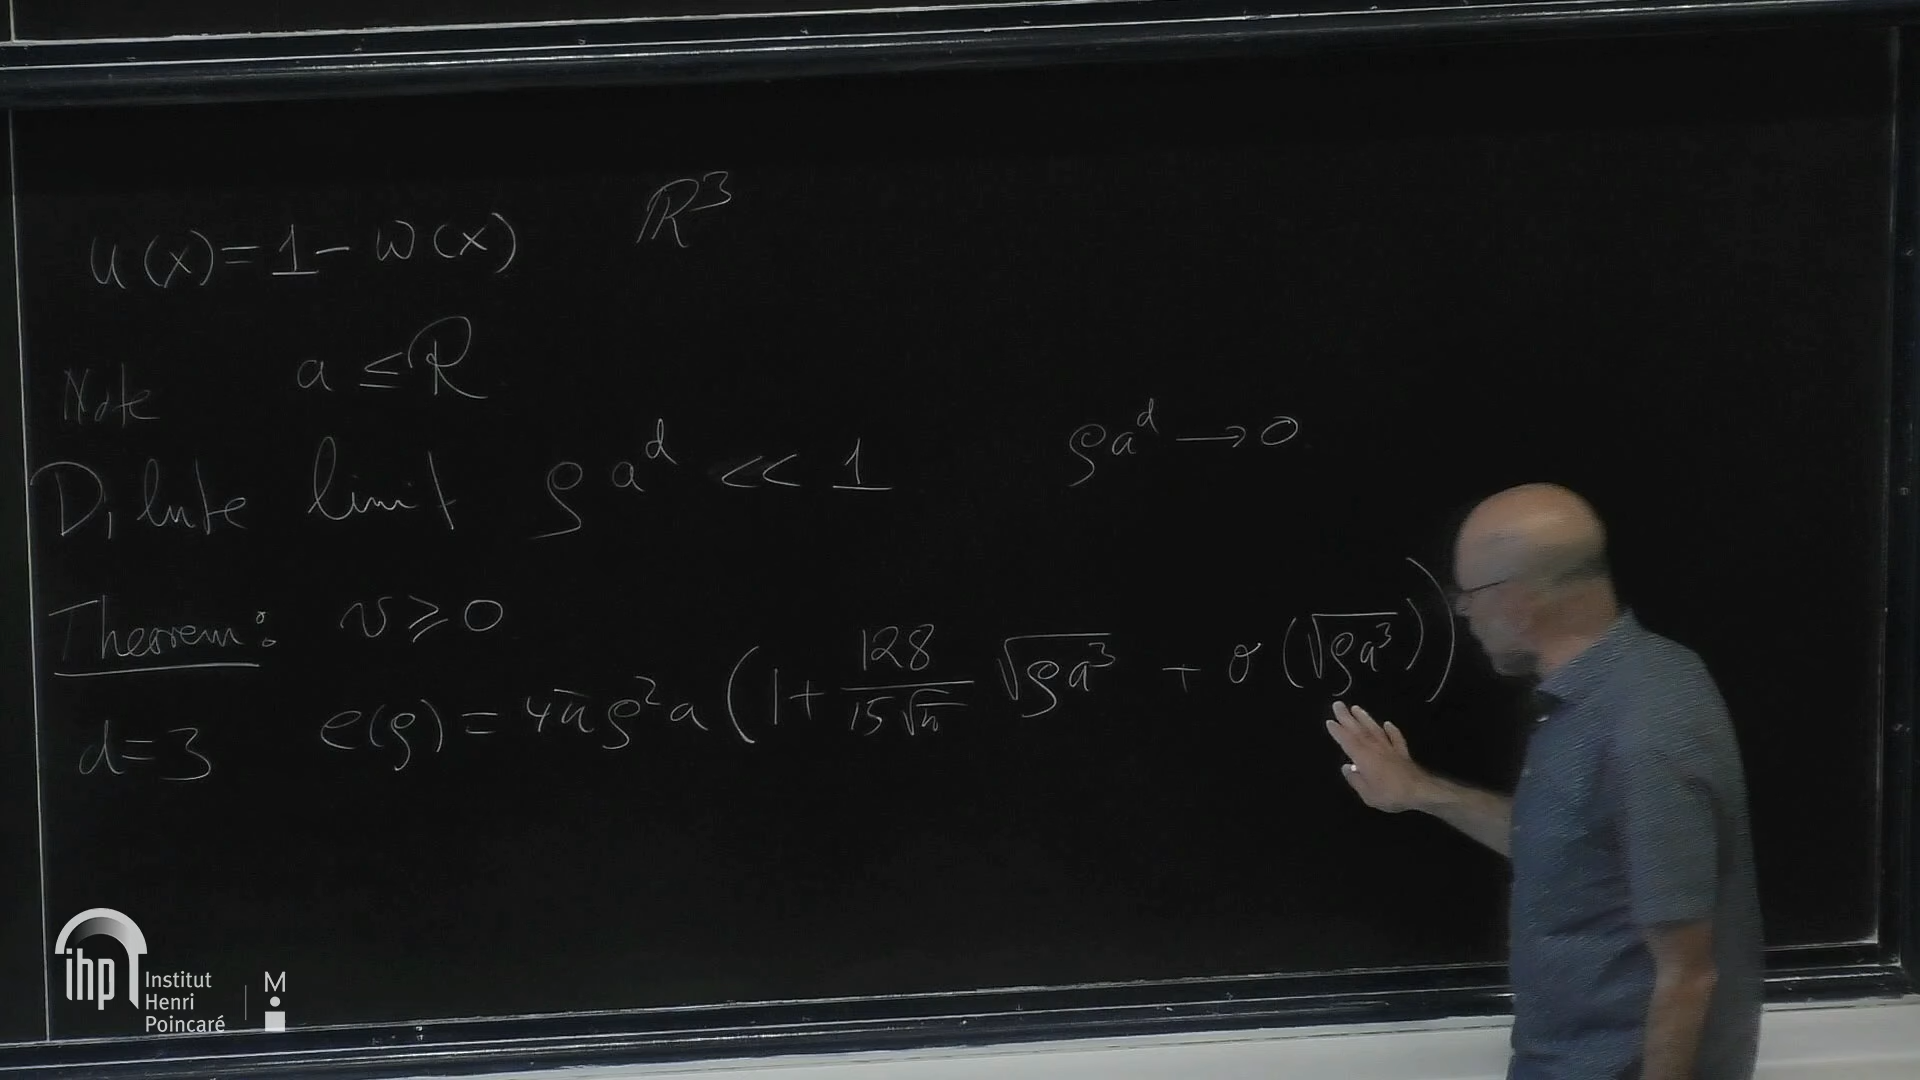 u(x) = 1 - w(x) R³
Note a ≤ R
Dilute limit ρa^d << 1 ρa^d → 0
Theorem: v ≥ 0
d=3 e(ρ) = 4πρ²a (1 + 128/(15√π) √(ρa³) + σ(√(ρa³)))
ihp Institut
Henri
Poincaré
M